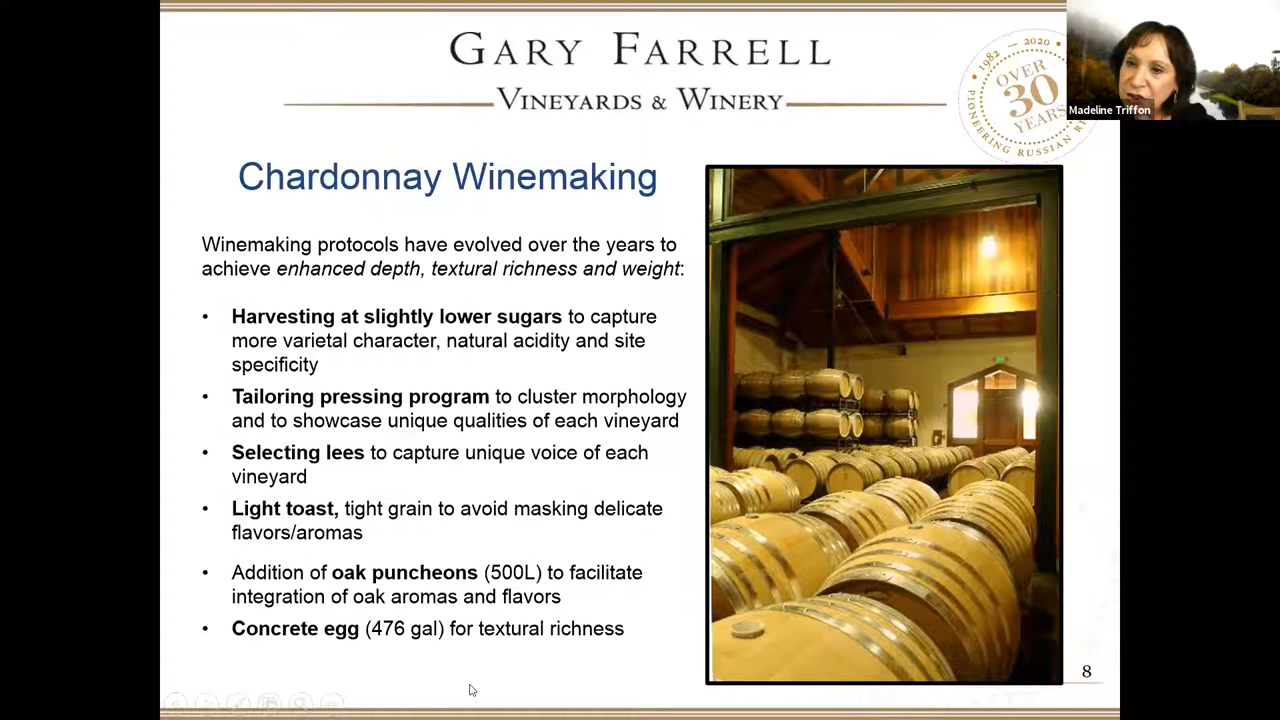 GARY FARRELL
VINEYARDS & WINERY
1982 — 2020
OVER
30
YEARS
PIONEERING RUSSIAN
Madeline Triffon
Chardonnay Winemaking
Winemaking protocols have evolved over the years to
achieve enhanced depth, textural richness and weight:
• Harvesting at slightly lower sugars to capture
more varietal character, natural acidity and site
specificity
• Tailoring pressing program to cluster morphology
and to showcase unique qualities of each vineyard
• Selecting lees to capture unique voice of each
vineyard
• Light toast, tight grain to avoid masking delicate
flavors/aromas
• Addition of oak puncheons (500L) to facilitate
integration of oak aromas and flavors
• Concrete egg (476 gal) for textural richness
8